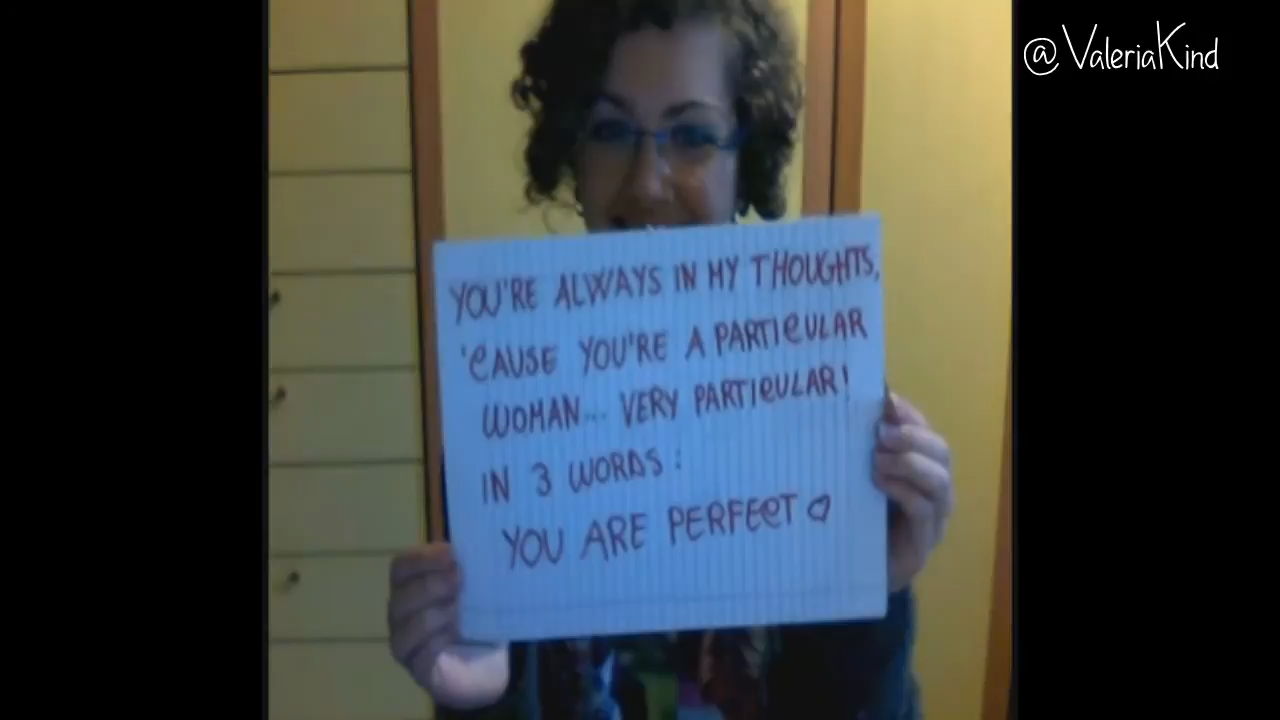 @ValeriaKind
YOU'RE ALWAYS IN MY THOUGHTS,
'CAUSE YOU'RE A PARTICULAR
WOMAN... VERY PARTICULAR!
IN 3 WORDS:
YOU ARE PERFECT ♡